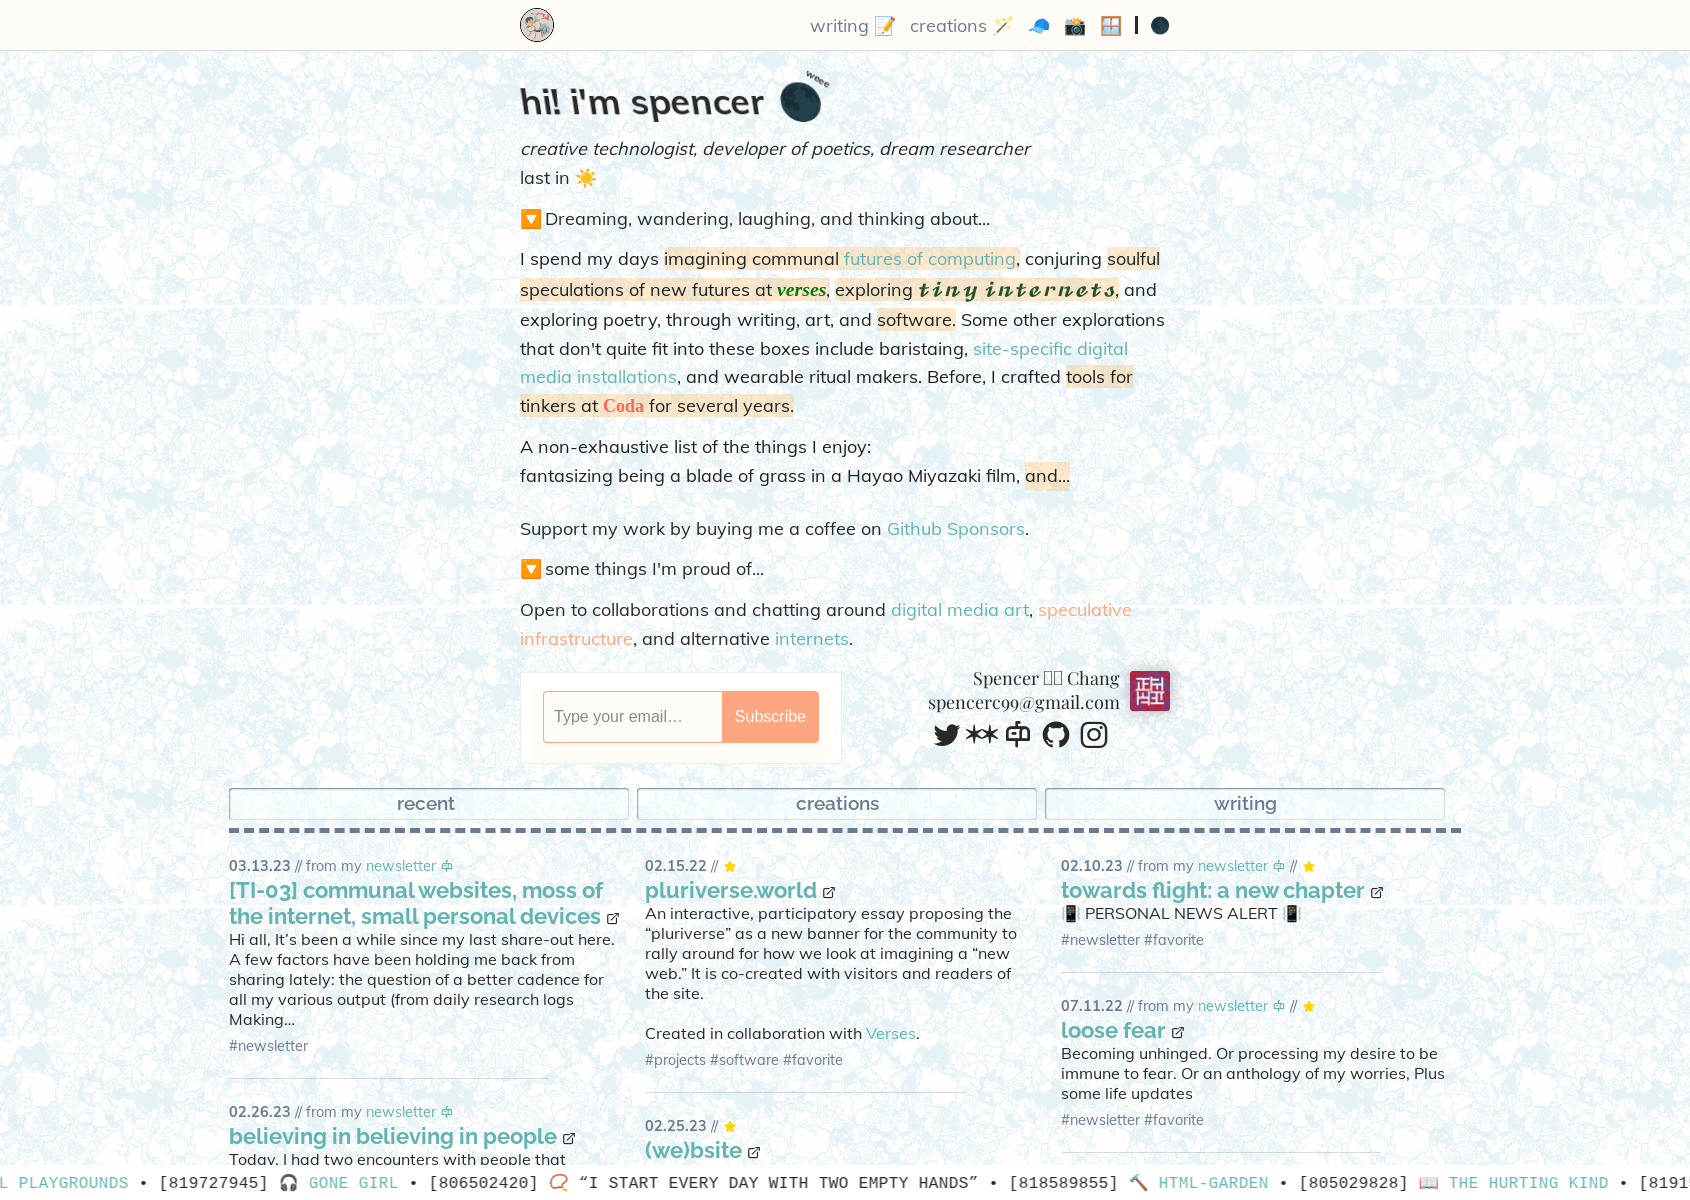 writing 📝 creations 🪄 🧢 📸 🪟 | 🌑
weee
hi! i'm spencer
creative technologist, developer of poetics, dream researcher
last in ☀️
🔽 Dreaming, wandering, laughing, and thinking about...
I spend my days imagining communal futures of computing, conjuring soulful
speculations of new futures at verses, exploring tiny internets, and
exploring poetry, through writing, art, and software. Some other explorations
that don't quite fit into these boxes include baristaing, site-specific digital
media installations, and wearable ritual makers. Before, I crafted tools for
tinkers at Coda for several years.
A non-exhaustive list of the things I enjoy:
fantasizing being a blade of grass in a Hayao Miyazaki film, and...
Support my work by buying me a coffee on Github Sponsors.
🔽 some things I'm proud of...
Open to collaborations and chatting around digital media art, speculative
infrastructure, and alternative internets.
Type your email…
Subscribe
Spencer Chang
spencerc99@gmail.com
recent
creations
writing
03.13.23 // from my newsletter
[TI-03] communal websites, moss of
the internet, small personal devices
Hi all, It’s been a while since my last share-out here.
A few factors have been holding me back from
sharing lately: the question of a better cadence for
all my various output (from daily research logs
Making...
#newsletter
02.26.23 // from my newsletter
believing in believing in people
Today, I had two encounters with people that
02.15.22 // ★
pluriverse.world
An interactive, participatory essay proposing the
“pluriverse” as a new banner for the community to
rally around for how we look at imagining a “new
web.” It is co-created with visitors and readers of
the site.
Created in collaboration with Verses.
#projects #software #favorite
02.25.23 // ★
(we)bsite
02.10.23 // from my newsletter // ★
towards flight: a new chapter
📳 PERSONAL NEWS ALERT 📳
#newsletter #favorite
07.11.22 // from my newsletter // ★
loose fear
Becoming unhinged. Or processing my desire to be
immune to fear. Or an anthology of my worries, Plus
some life updates
#newsletter #favorite
L PLAYGROUNDS • [819727945] 🎧 GONE GIRL • [806502420] 📿 “I START EVERY DAY WITH TWO EMPTY HANDS” • [818589855] 🔨 HTML-GARDEN • [805029828] 📖 THE HURTING KIND • [8191